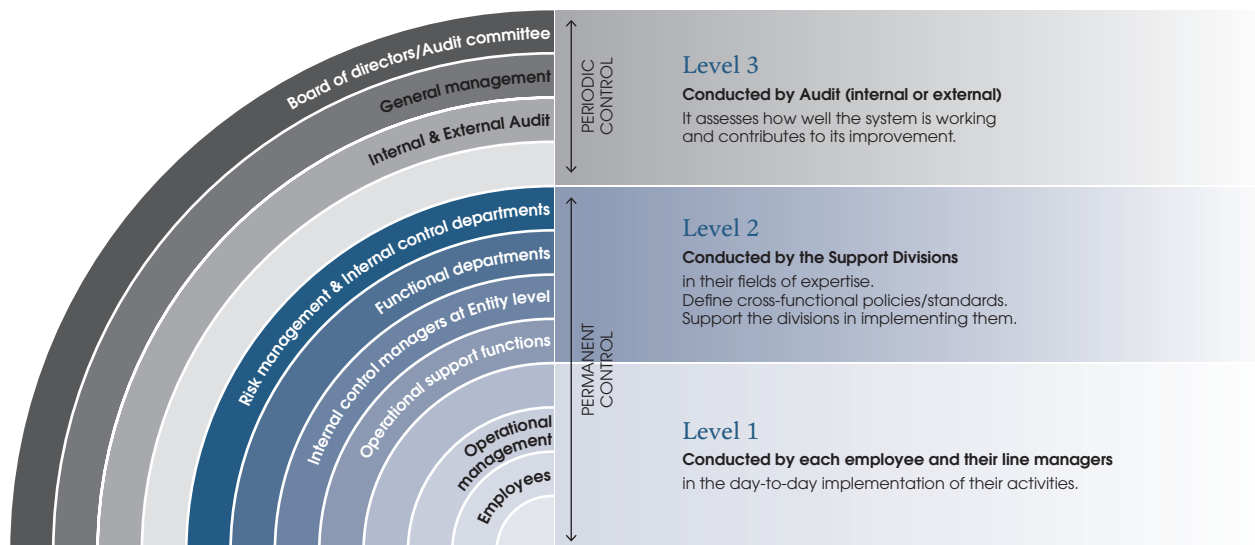 Board of directors/Audit committee
General management
Internal & External Audit
Risk management & Internal control departments
Functional departments
Internal control managers at Entity level
Operational support functions
Operational
management
Employees
PERIODIC
CONTROL
Level 3
Conducted by Audit (internal or external)
It assesses how well the system is working
and contributes to its improvement.
PERMANENT
CONTROL
Level 2
Conducted by the Support Divisions
in their fields of expertise.
Define cross-functional policies/standards.
Support the divisions in implementing them.
Level 1
Conducted by each employee and their line managers
in the day-to-day implementation of their activities.